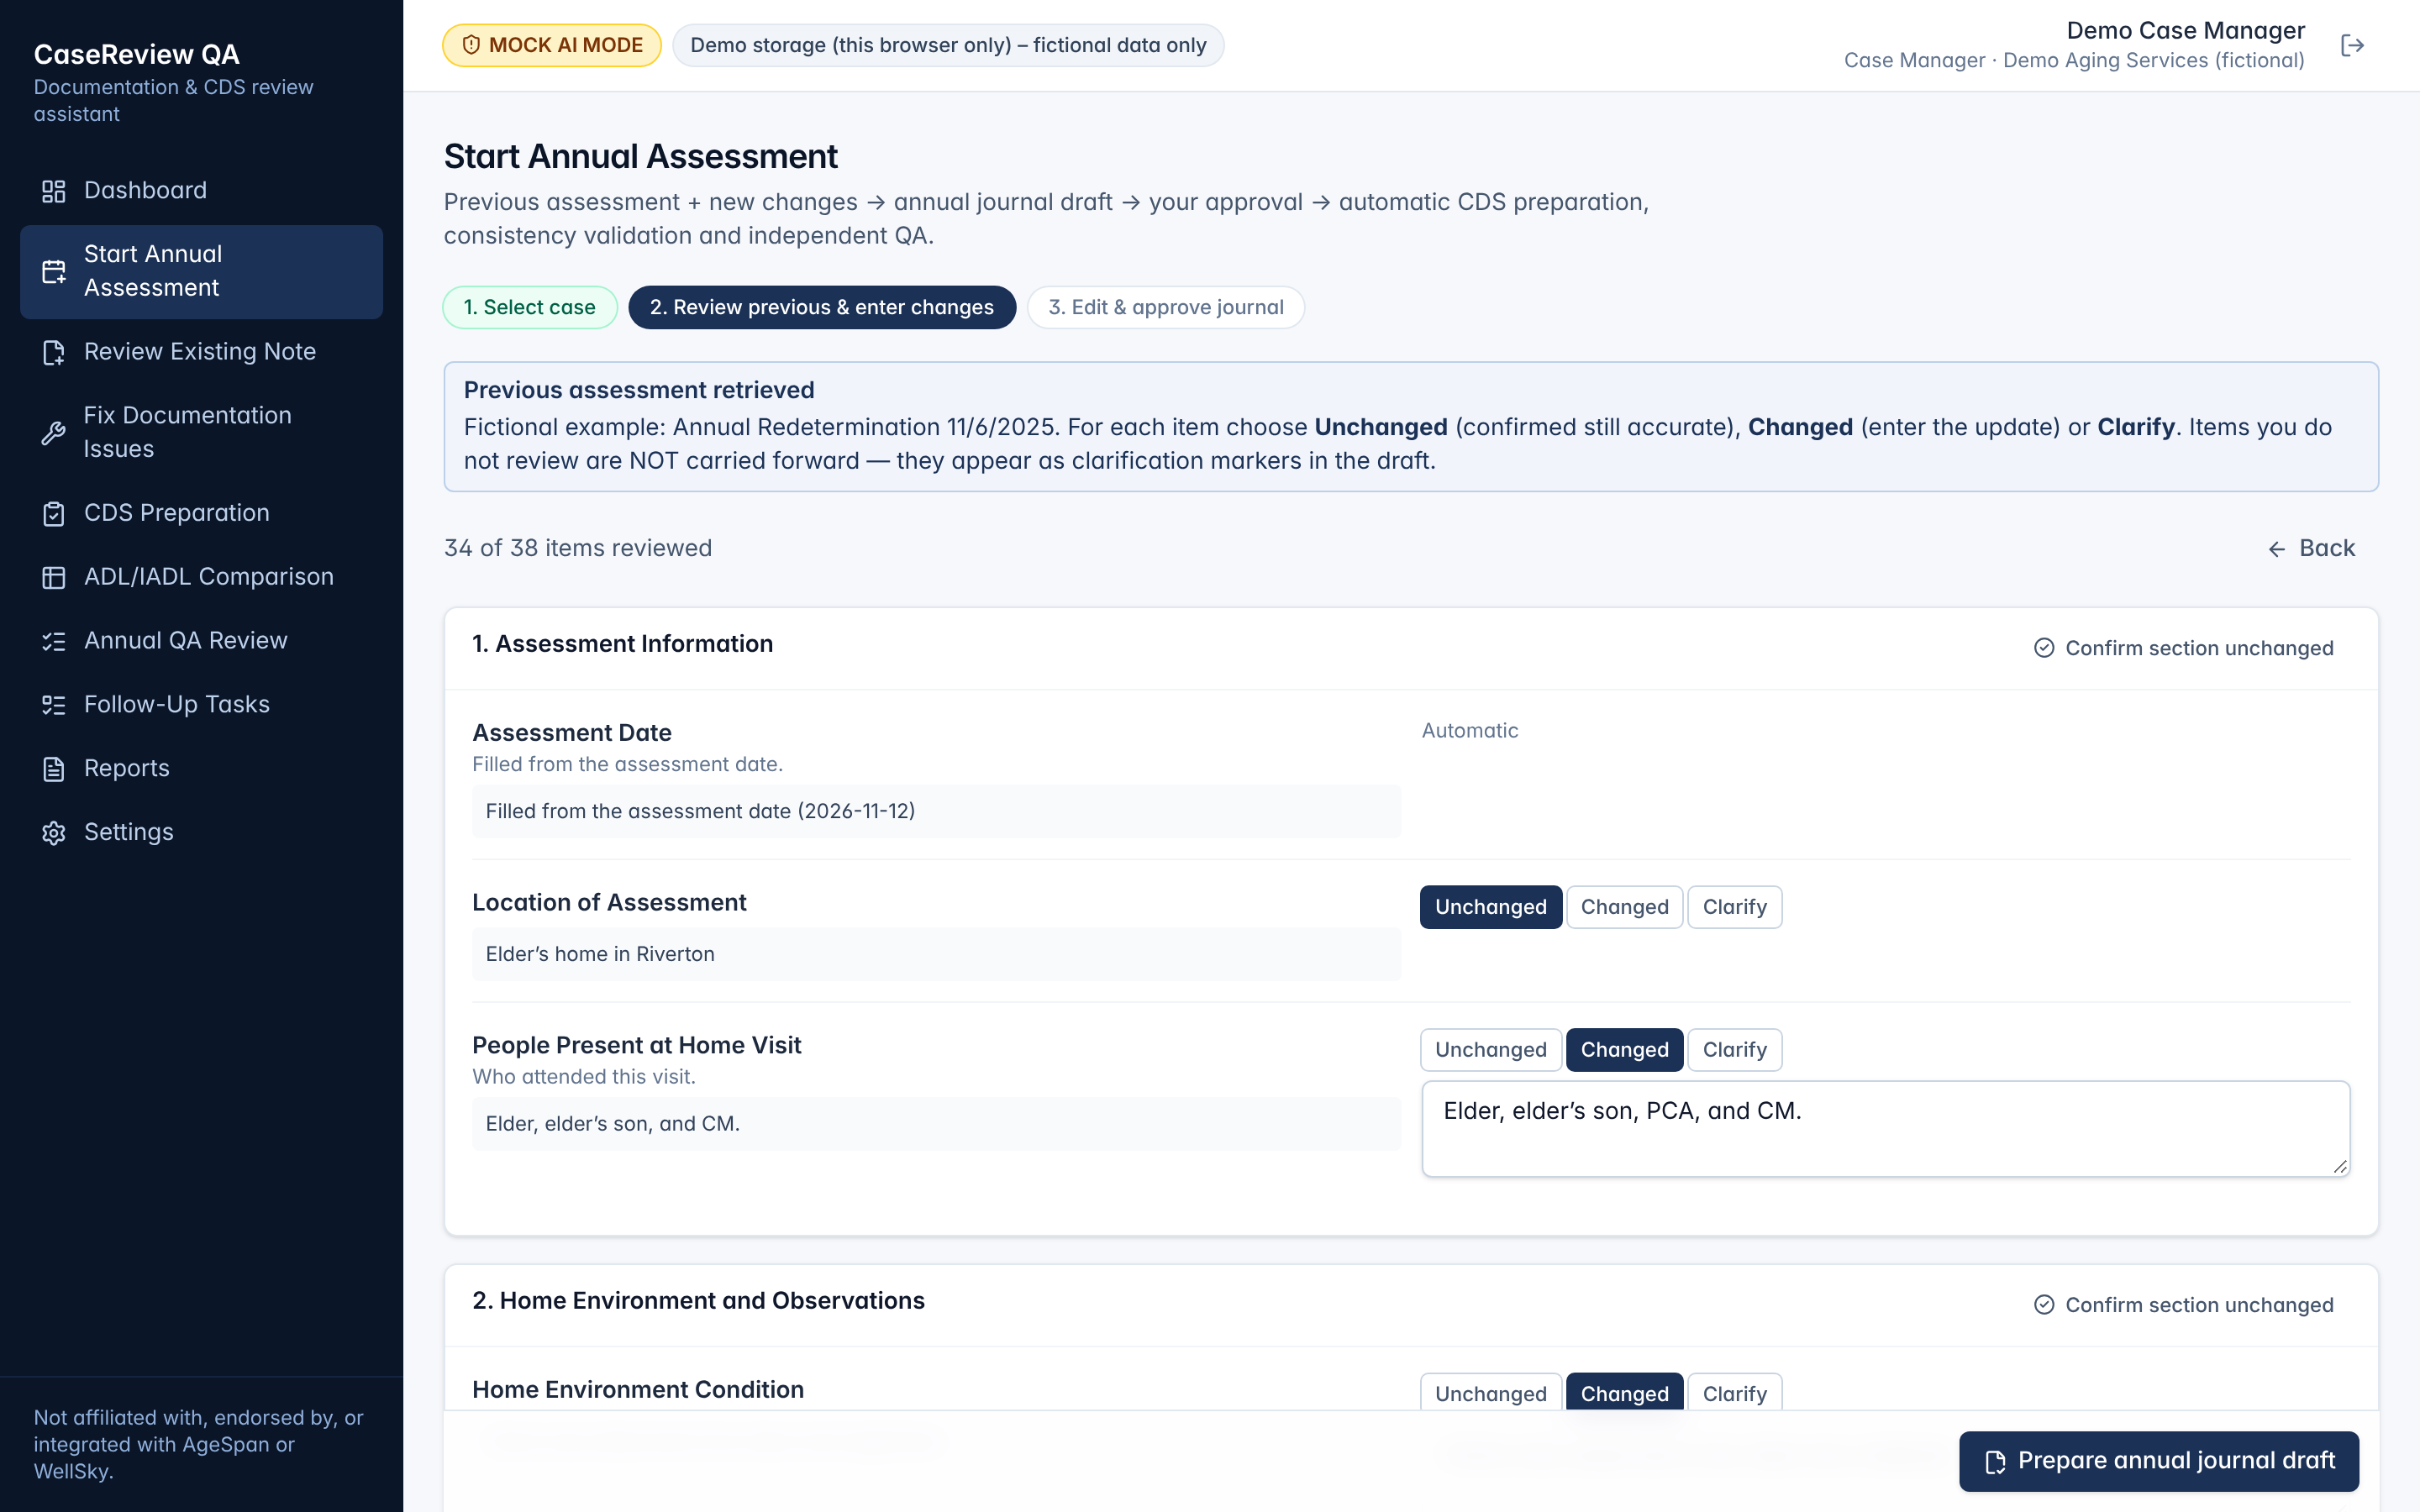 CaseReview QA
Documentation & CDS review
assistant
Dashboard
Start Annual
Assessment
Review Existing Note
Fix Documentation
Issues
CDS Preparation
ADL/IADL Comparison
Annual QA Review
Follow-Up Tasks
Reports
Settings
Not affiliated with, endorsed by, or
integrated with AgeSpan or
WellSky.
MOCK AI MODE
Demo storage (this browser only) – fictional data only
Demo Case Manager
Case Manager · Demo Aging Services (fictional)
Start Annual Assessment
Previous assessment + new changes → annual journal draft → your approval → automatic CDS preparation,
consistency validation and independent QA.
1. Select case
2. Review previous & enter changes
3. Edit & approve journal
Previous assessment retrieved
Fictional example: Annual Redetermination 11/6/2025. For each item choose Unchanged (confirmed still accurate), Changed (enter the update) or Clarify. Items you do
not review are NOT carried forward — they appear as clarification markers in the draft.
34 of 38 items reviewed
← Back
1. Assessment Information
Confirm section unchanged
Assessment Date
Automatic
Filled from the assessment date.
Filled from the assessment date (2026-11-12)
Location of Assessment
Unchanged Changed Clarify
Elder’s home in Riverton
People Present at Home Visit
Unchanged Changed Clarify
Who attended this visit.
Elder, elder’s son, and CM.
Elder, elder’s son, PCA, and CM.
2. Home Environment and Observations
Confirm section unchanged
Home Environment Condition
Unchanged Changed Clarify
Prepare annual journal draft